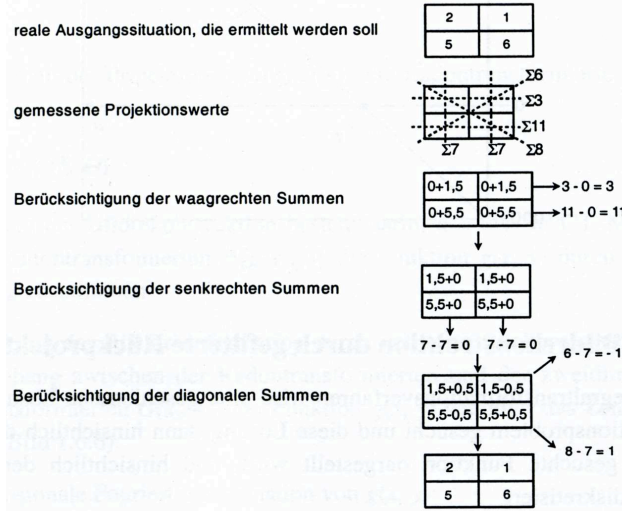 reale Ausgangssituation, die ermittelt werden soll
2 1
5 6
gemessene Projektionswerte
Σ6
Σ3
Σ11
Σ7 Σ7 Σ8
Berücksichtigung der waagrechten Summen
0+1,5 0+1,5 3 - 0 = 3
0+5,5 0+5,5 11 - 0 = 11
Berücksichtigung der senkrechten Summen
1,5+0 1,5+0
5,5+0 5,5+0
7 - 7 = 0 7 - 7 = 0
6 - 7 = -1
Berücksichtigung der diagonalen Summen
1,5+0,5 1,5-0,5
5,5-0,5 5,5+0,5
8 - 7 = 1
2 1
5 6